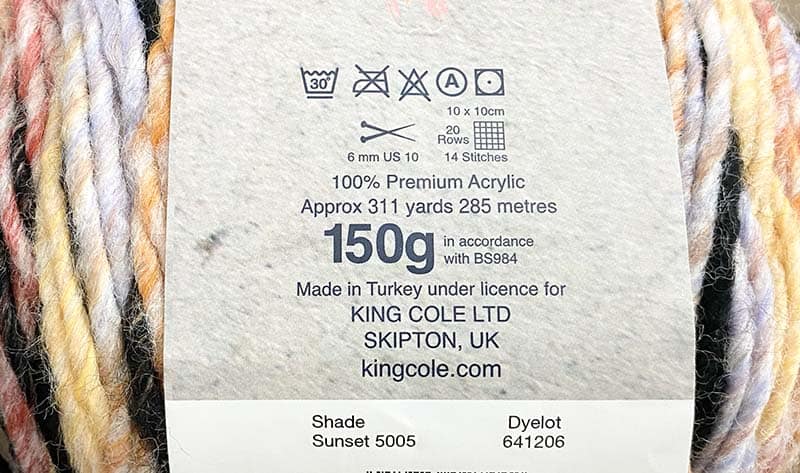 30°
A
10 x 10cm
20
Rows
6 mm US 10
14 Stitches
100% Premium Acrylic
Approx 311 yards 285 metres
150g in accordance
with BS984
Made in Turkey under licence for
KING COLE LTD
SKIPTON, UK
kingcole.com
Shade
Sunset 5005
Dyelot
641206